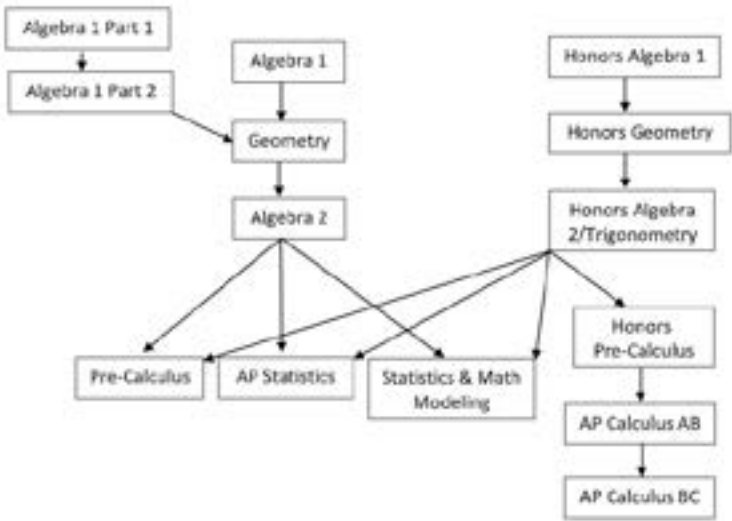 Algebra 1 Part 1
Algebra 1 Part 2
Algebra 1
Geometry
Algebra 2
Honors Algebra 1
Honors Geometry
Honors Algebra
2/Trigonometry
Pre-Calculus
AP Statistics
Statistics & Math
Modeling
Honors
Pre-Calculus
AP Calculus AB
AP Calculus BC